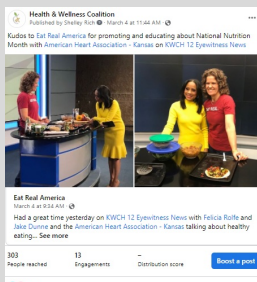 Health & Wellness Coalition
Published by Shelley Rich · March 4 at 11:44 AM ·
Kudos to Eat Real America for promoting and educating about National Nutrition
Month with American Heart Association - Kansas on KWCH 12 Eyewitness News
Eat Real America
March 4 at 9:34 AM ·
Had a great time yesterday on KWCH 12 Eyewitness News with Felicia Rolfe and
Jake Dunne and the American Heart Association - Kansas talking about healthy
eating... See more
303 13 –
People reached Engagements Distribution score
Boost a post